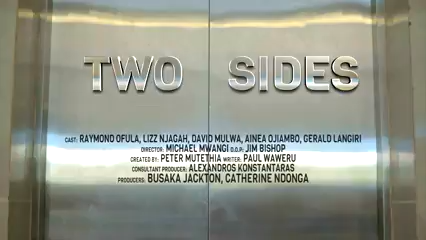 TWO SIDES
CAST: RAYMOND OFULA, LIZZ NJAGAH, DAVID MULWA, AINEA OJIAMBO, GERALD LANGIRI
DIRECTOR: MICHAEL MWANGI D.O.P: JIM BISHOP
CREATED BY: PETER MUTETHIA WRITER: PAUL WAWERU
CONSULTANT PRODUCER: ALEXANDROS KONSTANTARAS
PRODUCERS: BUSAKA JACKTON, CATHERINE NDONGA